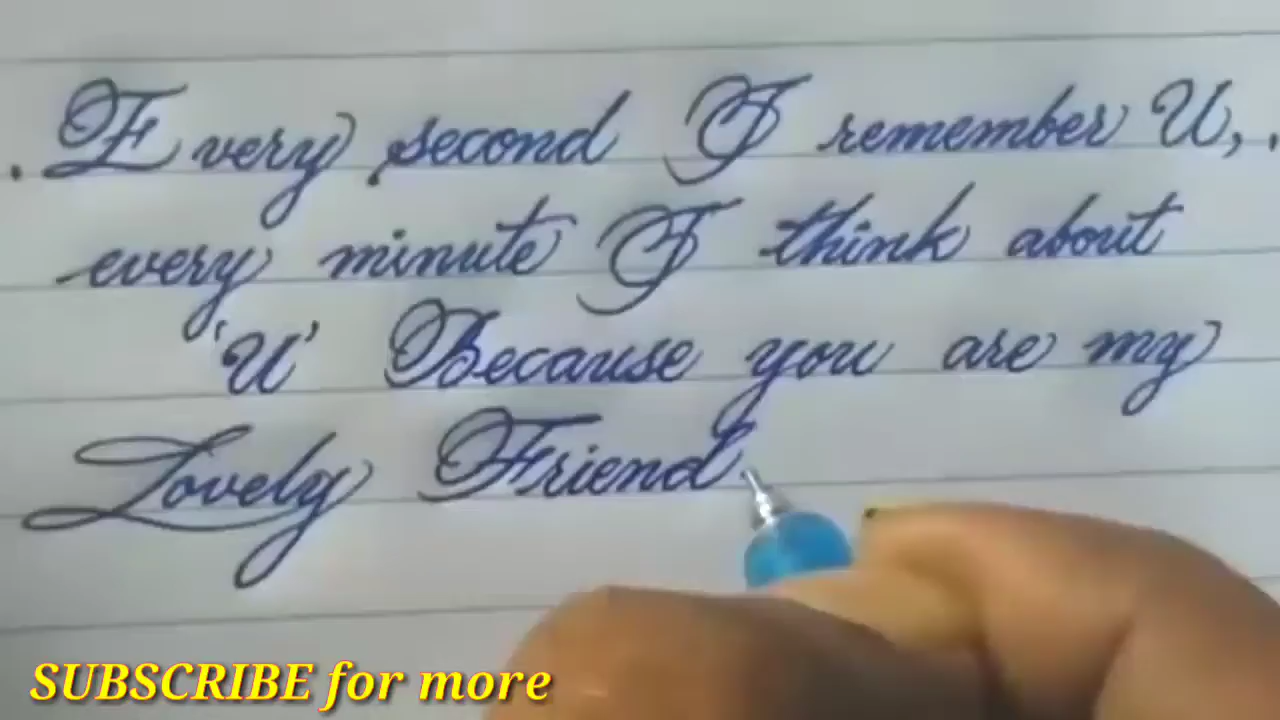 . Every second I remember U, .
every minute I think about
'U' Because you are my
Lovely Friend
SUBSCRIBE for more